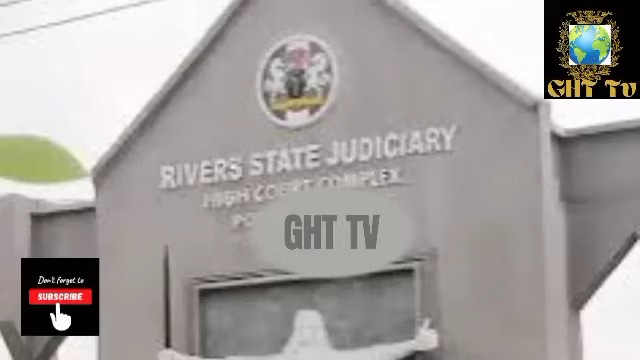 GHT TV
RIVERS STATE JUDICIARY
HIGH COURT COMPLEX
GHT TV
Don't forget to
SUBSCRIBE